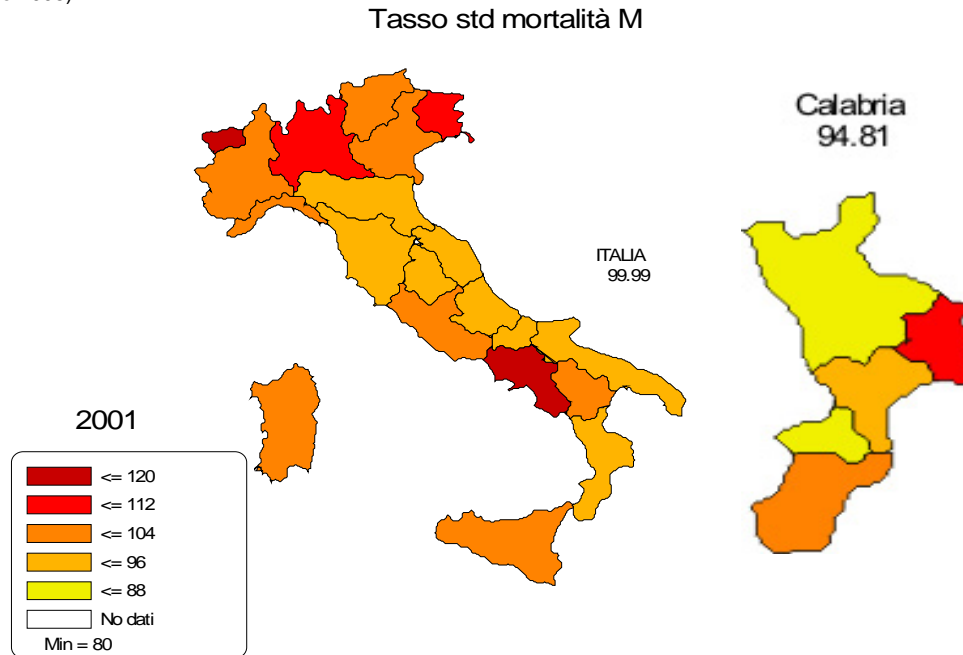 Tasso std mortalità M
Calabria
94.81
ITALIA
99.99
2001
<= 120
<= 112
<= 104
<= 96
<= 88
No dati
Min = 80